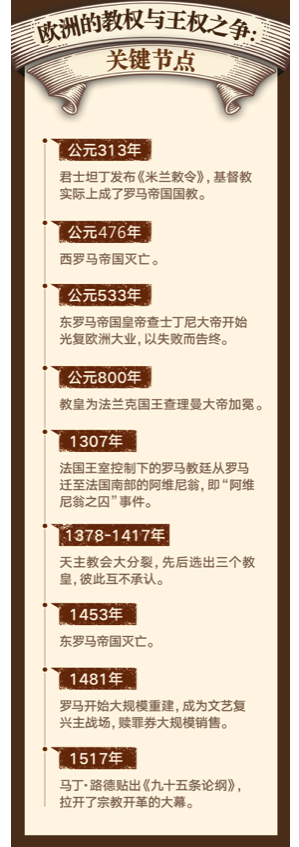 欧洲的教权与王权之争:
关键节点
公元313年
君士坦丁发布《米兰敕令》，基督教
实际上成了罗马帝国国教。
公元476年
西罗马帝国灭亡。
公元533年
东罗马帝国皇帝查士丁尼大帝开始
光复欧洲大业，以失败而告终。
公元800年
教皇为法兰克国王查理曼大帝加冕。
1307年
法国王室控制下的罗马教廷从罗马
迁至法国南部的阿维尼翁，即“阿维
尼翁之囚”事件。
1378-1417年
天主教会大分裂，先后选出三个教
皇，彼此互不承认。
1453年
东罗马帝国灭亡。
1481年
罗马开始大规模重建，成为文艺复
兴主战场，赎罪券大规模销售。
1517年
马丁·路德贴出《九十五条论纲》，
拉开了宗教开革的大幕。